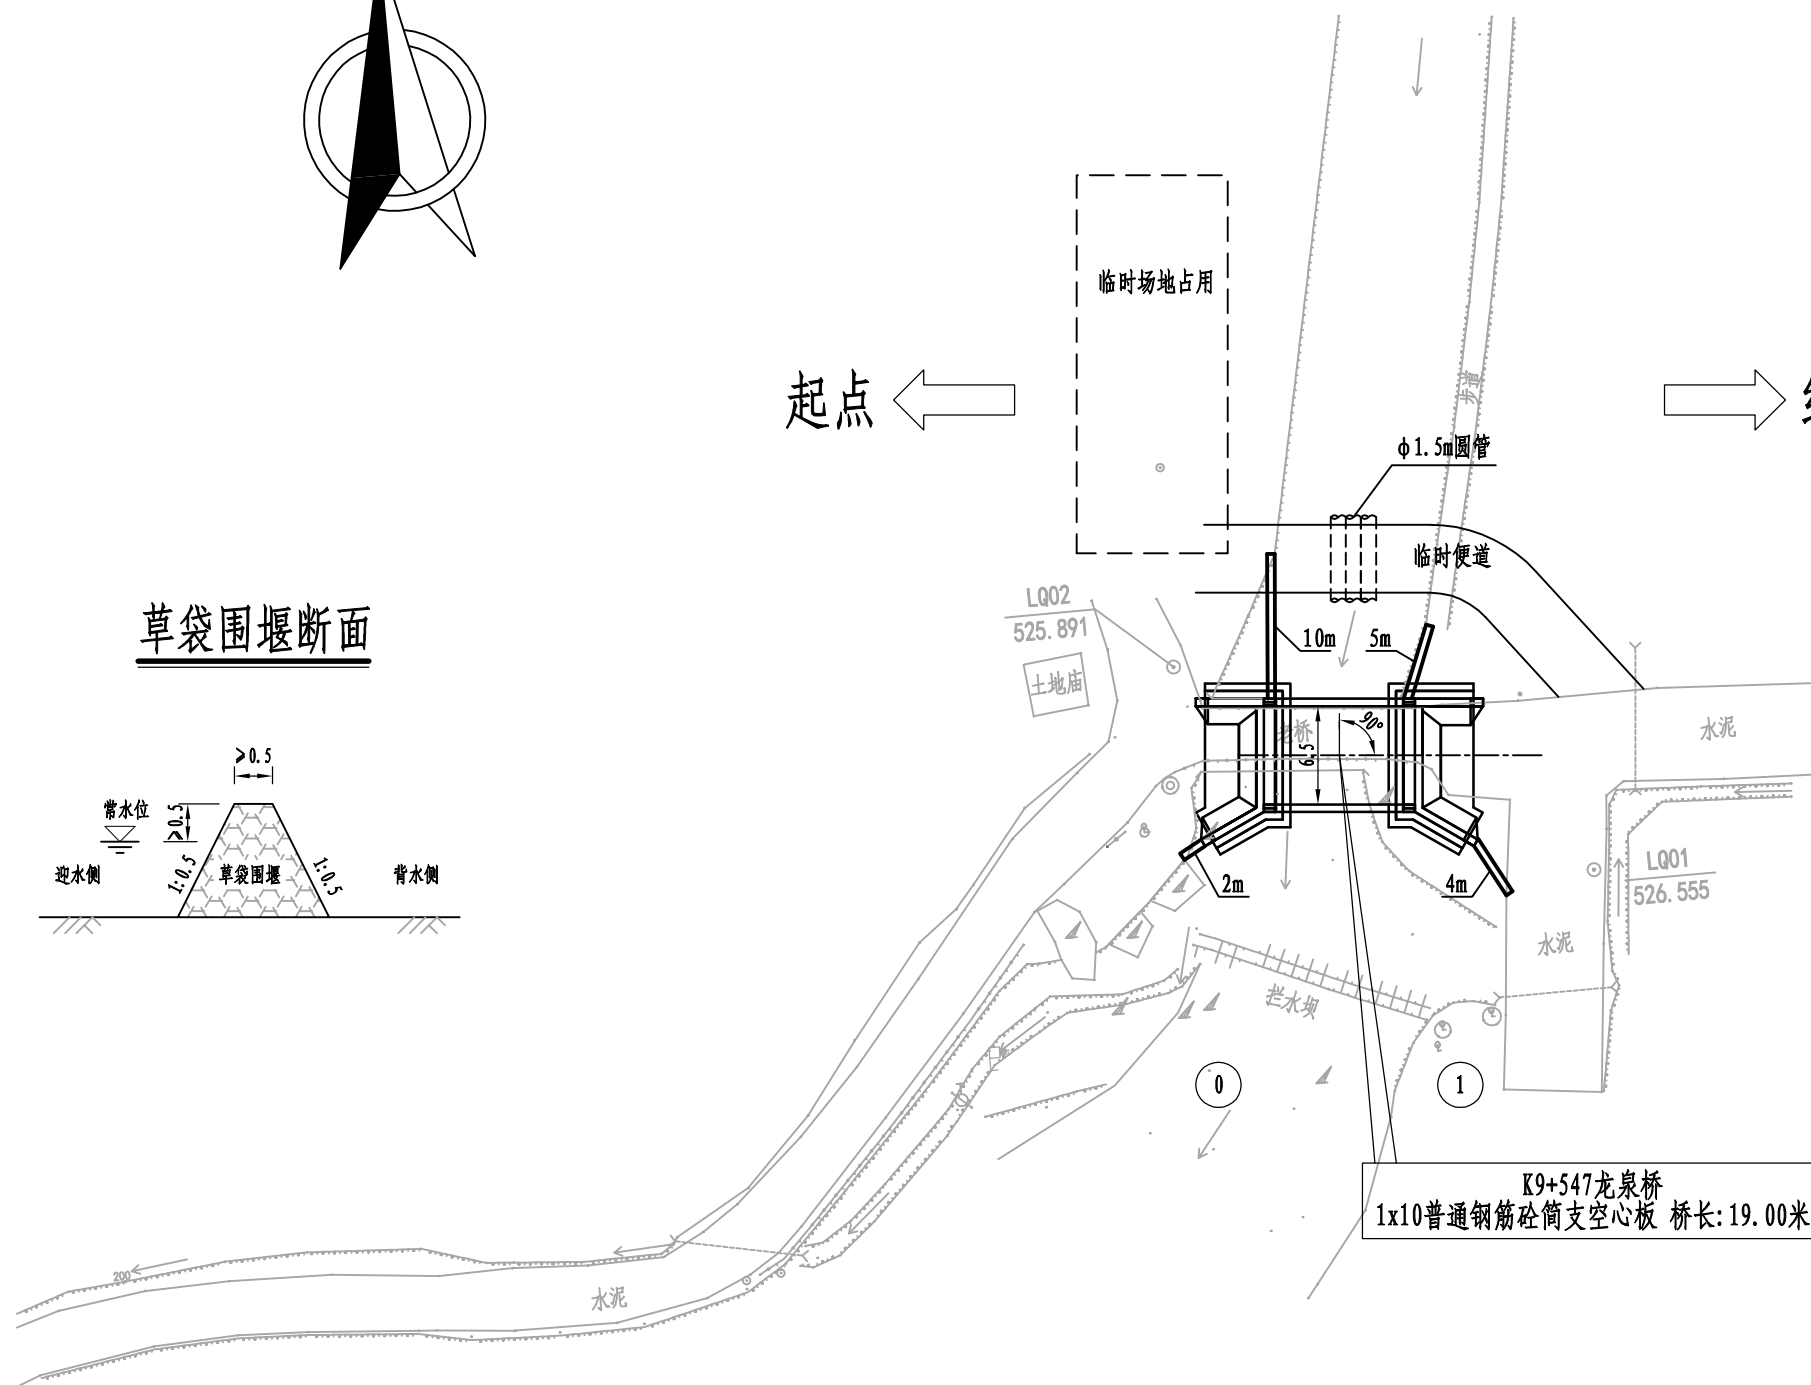 临时场地占用
起点
步道
φ1.5m圆管
临时便道
LQ02
525.891
土地庙
10m
5m
草袋围堰断面
老桥
90°
6.5
水泥
≥0.5
常水位
≥0.5
迎水侧
1:0.5
草袋围堰
1:0.5
背水侧
2m
4m
LQ01
526.555
水泥
拦水坝
0
1
K9+547龙泉桥
1x10普通钢筋砼简支空心板 桥长:19.00米
200
水泥